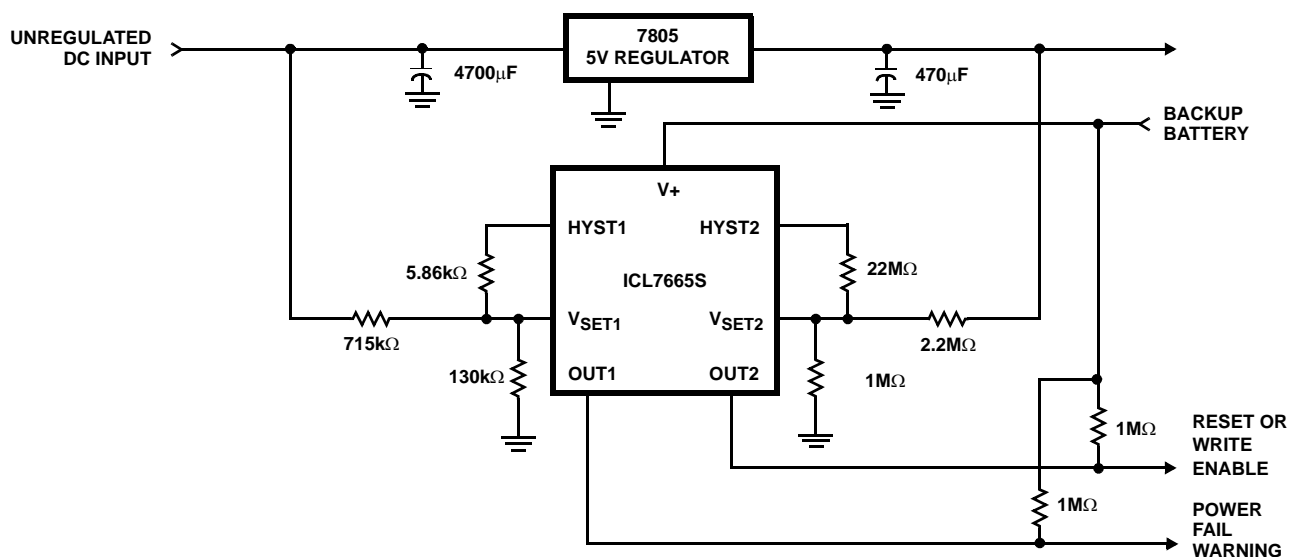 UNREGULATED
DC INPUT
7805
5V REGULATOR
4700μF
470μF
BACKUP
BATTERY
V+
HYST1
HYST2
5.86kΩ
ICL7665S
22MΩ
VSET1
VSET2
715kΩ
2.2MΩ
130kΩ
OUT1
OUT2
1MΩ
1MΩ
RESET OR
WRITE
ENABLE
1MΩ
POWER
FAIL
WARNING